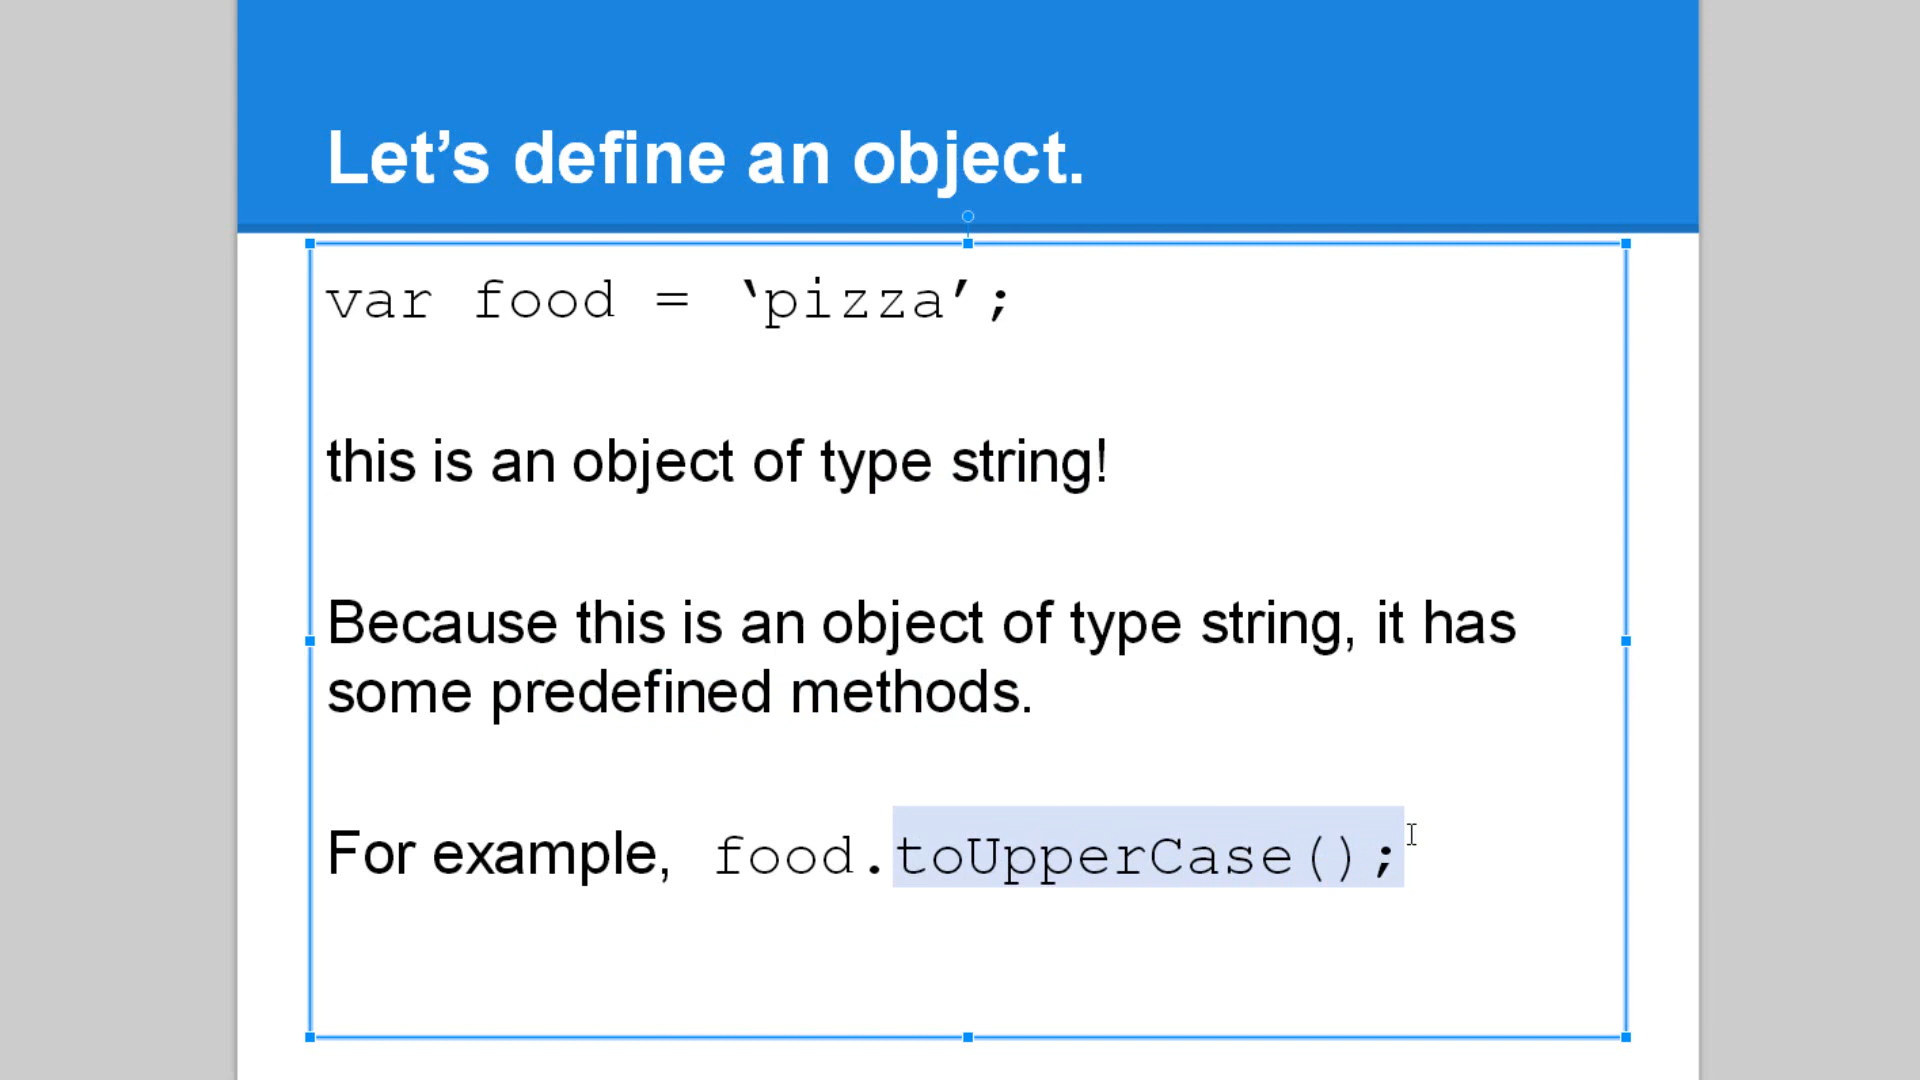 Let’s define an object.
var food = ‘pizza’;
this is an object of type string!
Because this is an object of type string, it has
some predefined methods.
For example, food.toUpperCase();